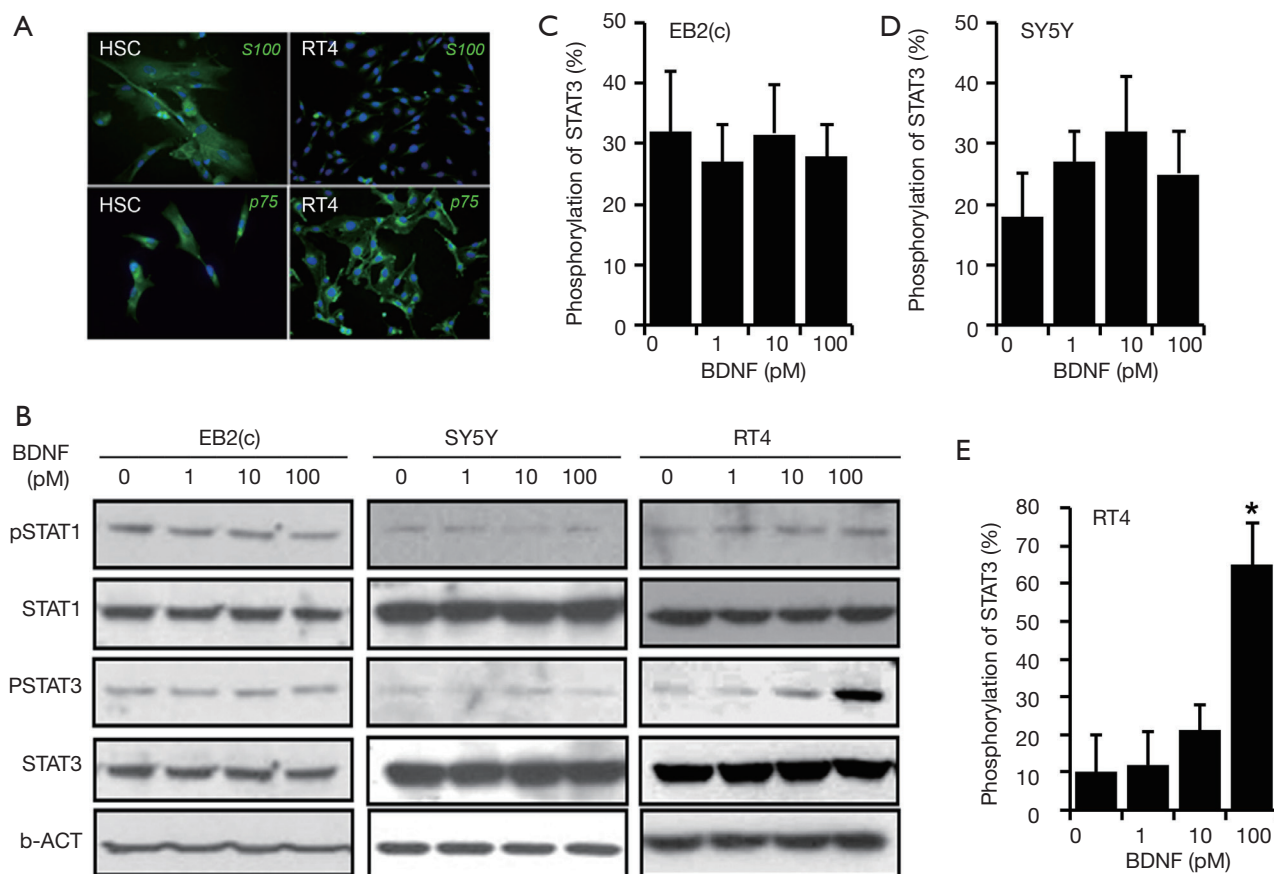 A
HSC S100 RT4 S100
HSC p75 RT4 p75
B
EB2(c) SY5Y RT4
BDNF
(pM)
0 1 10 100 0 1 10 100 0 1 10 100
pSTAT1
STAT1
PSTAT3
STAT3
b-ACT
C
EB2(c)
Phosphorylation of STAT3 (%)
50
40
30
20
10
0
0 1 10 100
BDNF (pM)
D
SY5Y
Phosphorylation of STAT3 (%)
50
40
30
20
10
0
0 1 10 100
BDNF (pM)
E
RT4
*
Phosphorylation of STAT3 (%)
80
70
60
50
40
30
20
10
0
0 1 10 100
BDNF (pM)